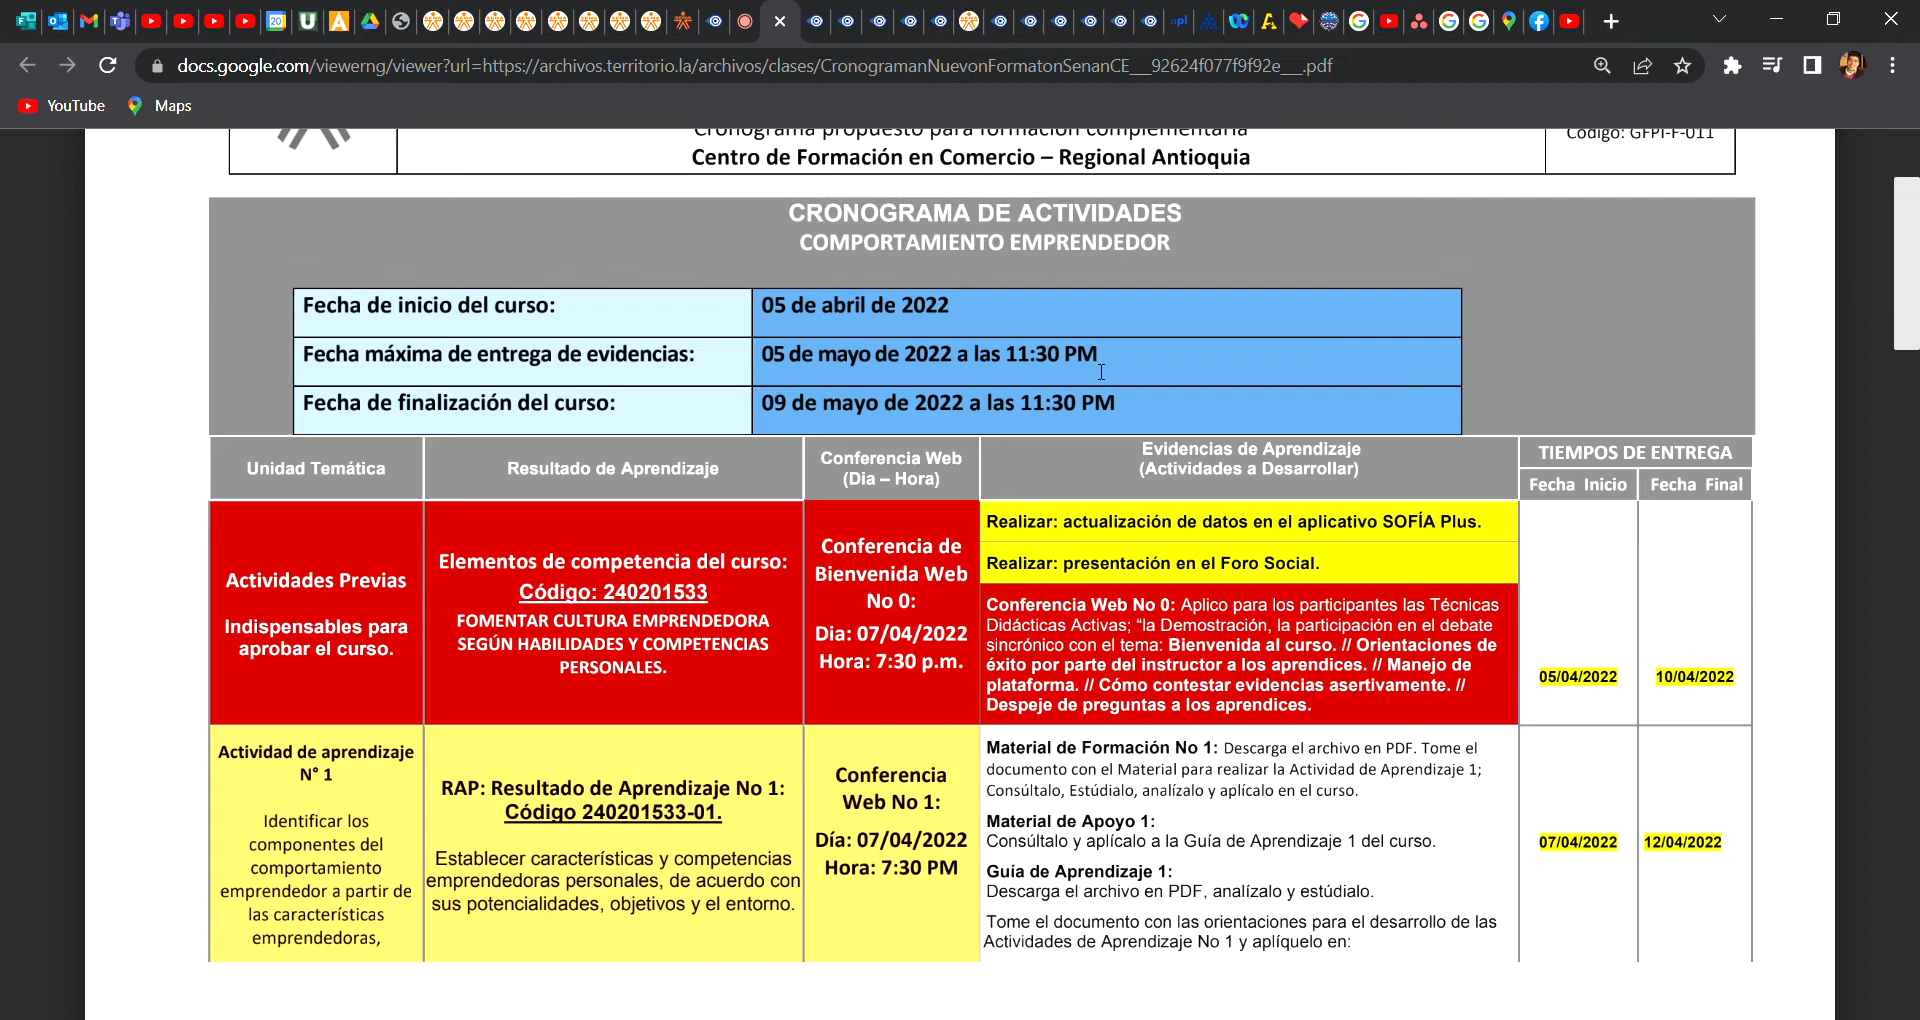 docs.google.com/viewerng/viewer?url=https://archivos.territorio.la/archivos/clases/CronogramanNuevonFormatonSenanCE__92624f077f9f92e__.pdf
YouTube
Maps
Cronograma propuesto para formación complementaria
Centro de Formación en Comercio – Regional Antioquia
Código: GFPI-F-011
CRONOGRAMA DE ACTIVIDADES
COMPORTAMIENTO EMPRENDEDOR
Fecha de inicio del curso:
05 de abril de 2022
Fecha máxima de entrega de evidencias:
05 de mayo de 2022 a las 11:30 PM
Fecha de finalización del curso:
09 de mayo de 2022 a las 11:30 PM
Unidad Temática
Resultado de Aprendizaje
Conferencia Web
(Dia – Hora)
Evidencias de Aprendizaje
(Actividades a Desarrollar)
TIEMPOS DE ENTREGA
Fecha Inicio
Fecha Final
Actividades Previas
Indispensables para
aprobar el curso.
Elementos de competencia del curso:
Código: 240201533
FOMENTAR CULTURA EMPRENDEDORA
SEGÚN HABILIDADES Y COMPETENCIAS
PERSONALES.
Conferencia de
Bienvenida Web
No 0:
Dia: 07/04/2022
Hora: 7:30 p.m.
Realizar: actualización de datos en el aplicativo SOFÍA Plus.
Realizar: presentación en el Foro Social.
Conferencia Web No 0: Aplico para los participantes las Técnicas
Didácticas Activas; “la Demostración, la participación en el debate
sincrónico con el tema: Bienvenida al curso. // Orientaciones de
éxito por parte del instructor a los aprendices. // Manejo de
plataforma. // Cómo contestar evidencias asertivamente. //
Despeje de preguntas a los aprendices.
05/04/2022
10/04/2022
Actividad de aprendizaje
N° 1
Identificar los
componentes del
comportamiento
emprendedor a partir de
las características
emprendedoras,
RAP: Resultado de Aprendizaje No 1:
Código 240201533-01.
Establecer características y competencias
emprendedoras personales, de acuerdo con
sus potencialidades, objetivos y el entorno.
Conferencia
Web No 1:
Día: 07/04/2022
Hora: 7:30 PM
Material de Formación No 1: Descarga el archivo en PDF. Tome el
documento con el Material para realizar la Actividad de Aprendizaje 1;
Consúltalo, Estúdialo, analízalo y aplícalo en el curso.
Material de Apoyo 1:
Consúltalo y aplícalo a la Guía de Aprendizaje 1 del curso.
Guía de Aprendizaje 1:
Descarga el archivo en PDF, analízalo y estúdialo.
Tome el documento con las orientaciones para el desarrollo de las
Actividades de Aprendizaje No 1 y aplíquelo en:
07/04/2022
12/04/2022